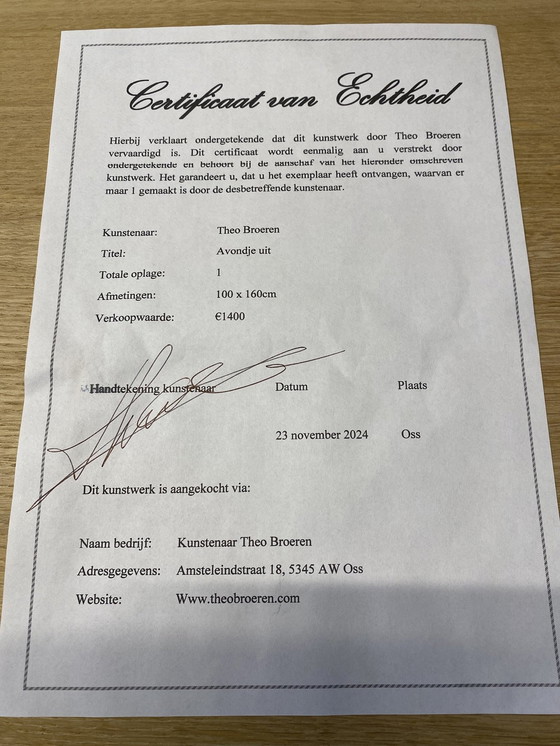 Certificaat van Echtheid
Hierbij verklaart ondergetekende dat dit kunstwerk door Theo Broeren
vervaardigd is. Dit certificaat wordt eenmalig aan u verstrekt door
ondergetekende en behoort bij de aanschaf van het hieronder omschreven
kunstwerk. Het garandeert u, dat u het exemplaar heeft ontvangen, waarvan er
maar 1 gemaakt is door de desbetreffende kunstenaar.
Kunstenaar: Theo Broeren
Titel: Avondje uit
Totale oplage: 1
Afmetingen: 100 x 160cm
Verkoopwaarde: €1400
Handtekening kunstenaar Datum Plaats
23 november 2024 Oss
Dit kunstwerk is aangekocht via:
Naam bedrijf: Kunstenaar Theo Broeren
Adresgegevens: Amsteleindstraat 18, 5345 AW Oss
Website: Www.theobroeren.com